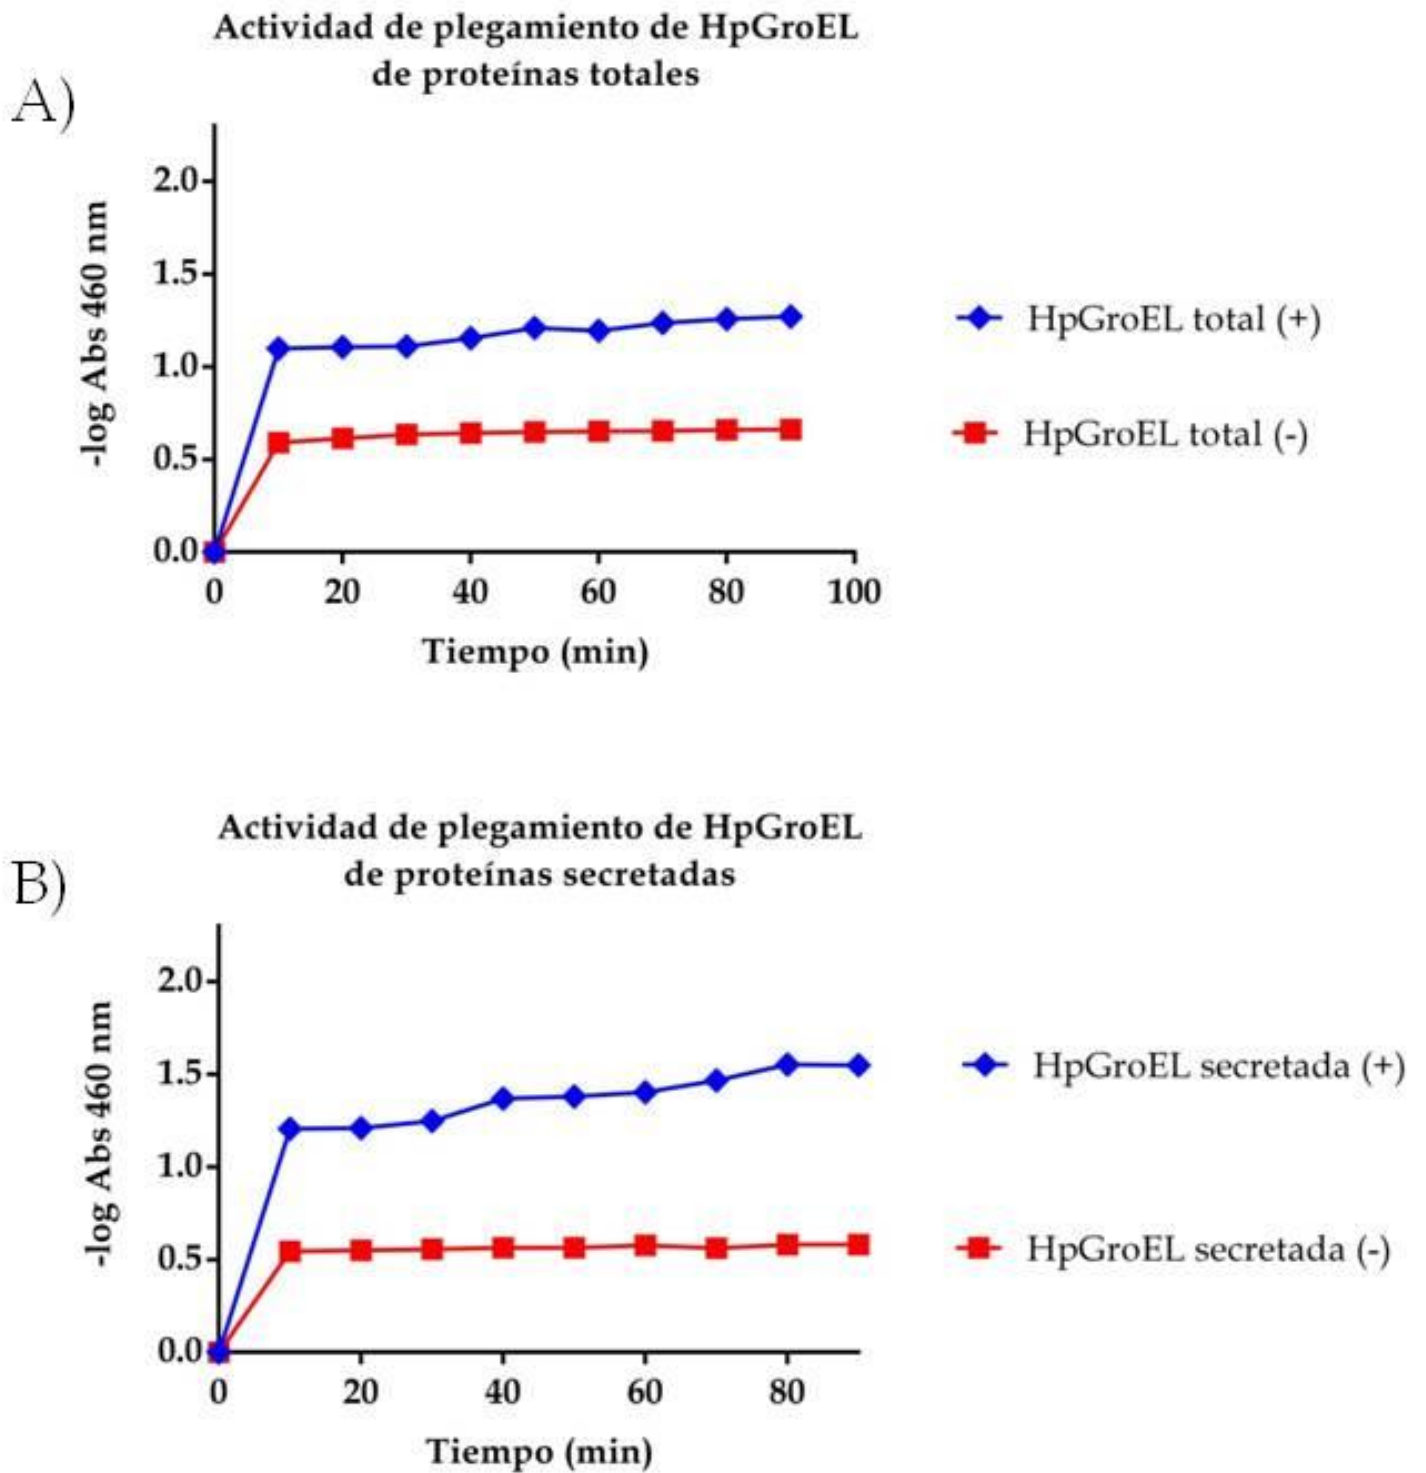 Actividad de plegamiento de HpGroEL
de proteínas totales
A)
2.0
1.5
1.0
0.5
0.0
-log Abs 460 nm
0 20 40 60 80 100
Tiempo (min)
HpGroEL total (+)
HpGroEL total (-)
Actividad de plegamiento de HpGroEL
de proteínas secretadas
B)
2.0
1.5
1.0
0.5
0.0
-log Abs 460 nm
0 20 40 60 80
Tiempo (min)
HpGroEL secretada (+)
HpGroEL secretada (-)